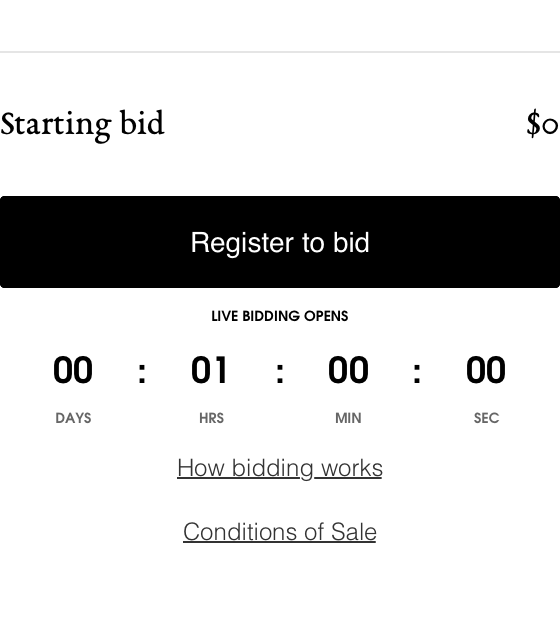 Starting bid $0
Register to bid
LIVE BIDDING OPENS
00 : 01 : 00 : 00
DAYS HRS MIN SEC
How bidding works
Conditions of Sale